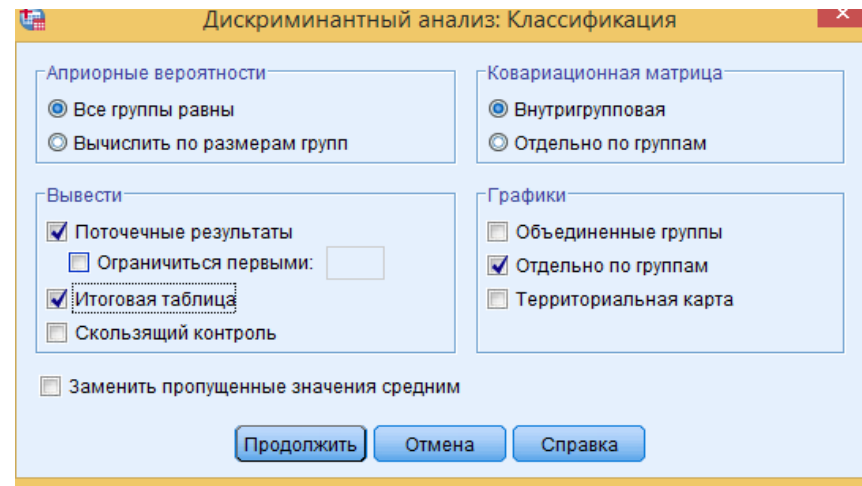 Дискриминантный анализ: Классификация
Априорные вероятности
Все группы равны
Вычислить по размерам групп
Ковариационная матрица
Внутригрупповая
Отдельно по группам
Вывести
Поточечные результаты
Ограничиться первыми:
Итоговая таблица
Скользящий контроль
Графики
Объединенные группы
Отдельно по группам
Территориальная карта
Заменить пропущенные значения средним
Продолжить Отмена Справка